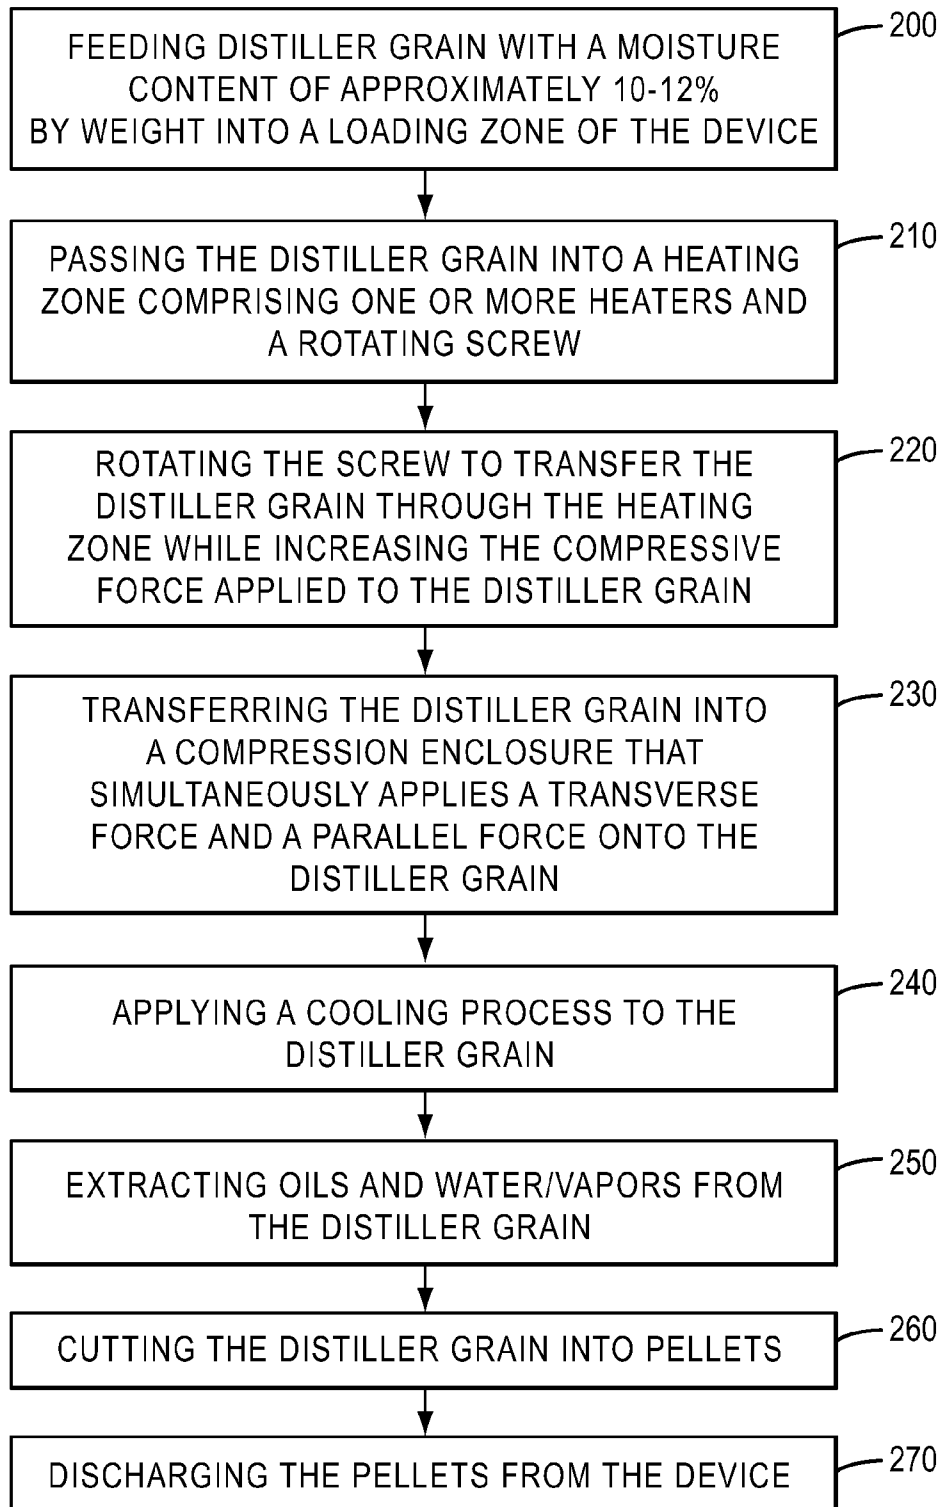 200
FEEDING DISTILLER GRAIN WITH A MOISTURE
CONTENT OF APPROXIMATELY 10-12%
BY WEIGHT INTO A LOADING ZONE OF THE DEVICE
210
PASSING THE DISTILLER GRAIN INTO A HEATING
ZONE COMPRISING ONE OR MORE HEATERS AND
A ROTATING SCREW
220
ROTATING THE SCREW TO TRANSFER THE
DISTILLER GRAIN THROUGH THE HEATING
ZONE WHILE INCREASING THE COMPRESSIVE
FORCE APPLIED TO THE DISTILLER GRAIN
230
TRANSFERRING THE DISTILLER GRAIN INTO
A COMPRESSION ENCLOSURE THAT
SIMULTANEOUSLY APPLIES A TRANSVERSE
FORCE AND A PARALLEL FORCE ONTO THE
DISTILLER GRAIN
240
APPLYING A COOLING PROCESS TO THE
DISTILLER GRAIN
250
EXTRACTING OILS AND WATER/VAPORS FROM
THE DISTILLER GRAIN
260
CUTTING THE DISTILLER GRAIN INTO PELLETS
270
DISCHARGING THE PELLETS FROM THE DEVICE